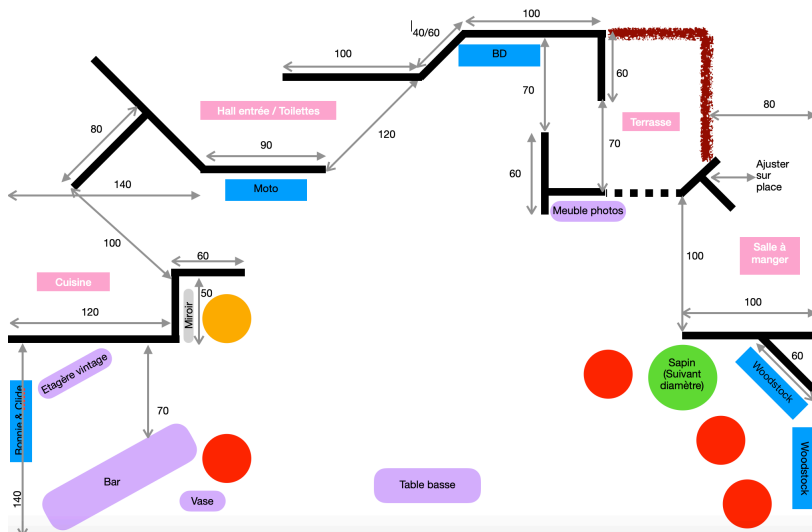 100
40/60
100
BD
60
70
100
80
Hall entrée / Toilettes
Terrasse
120
80
90
70
60
Ajuster
sur
place
140
Moto
Meuble photos
100
60
Salle à
manger
100
Cuisine
50
Miroir
120
100
Etagère vintage
Sapin
(Suivant
diamètre)
60
Woodstock
Bonnie & Clide
70
Woodstock
Bar
Table basse
Vase
140